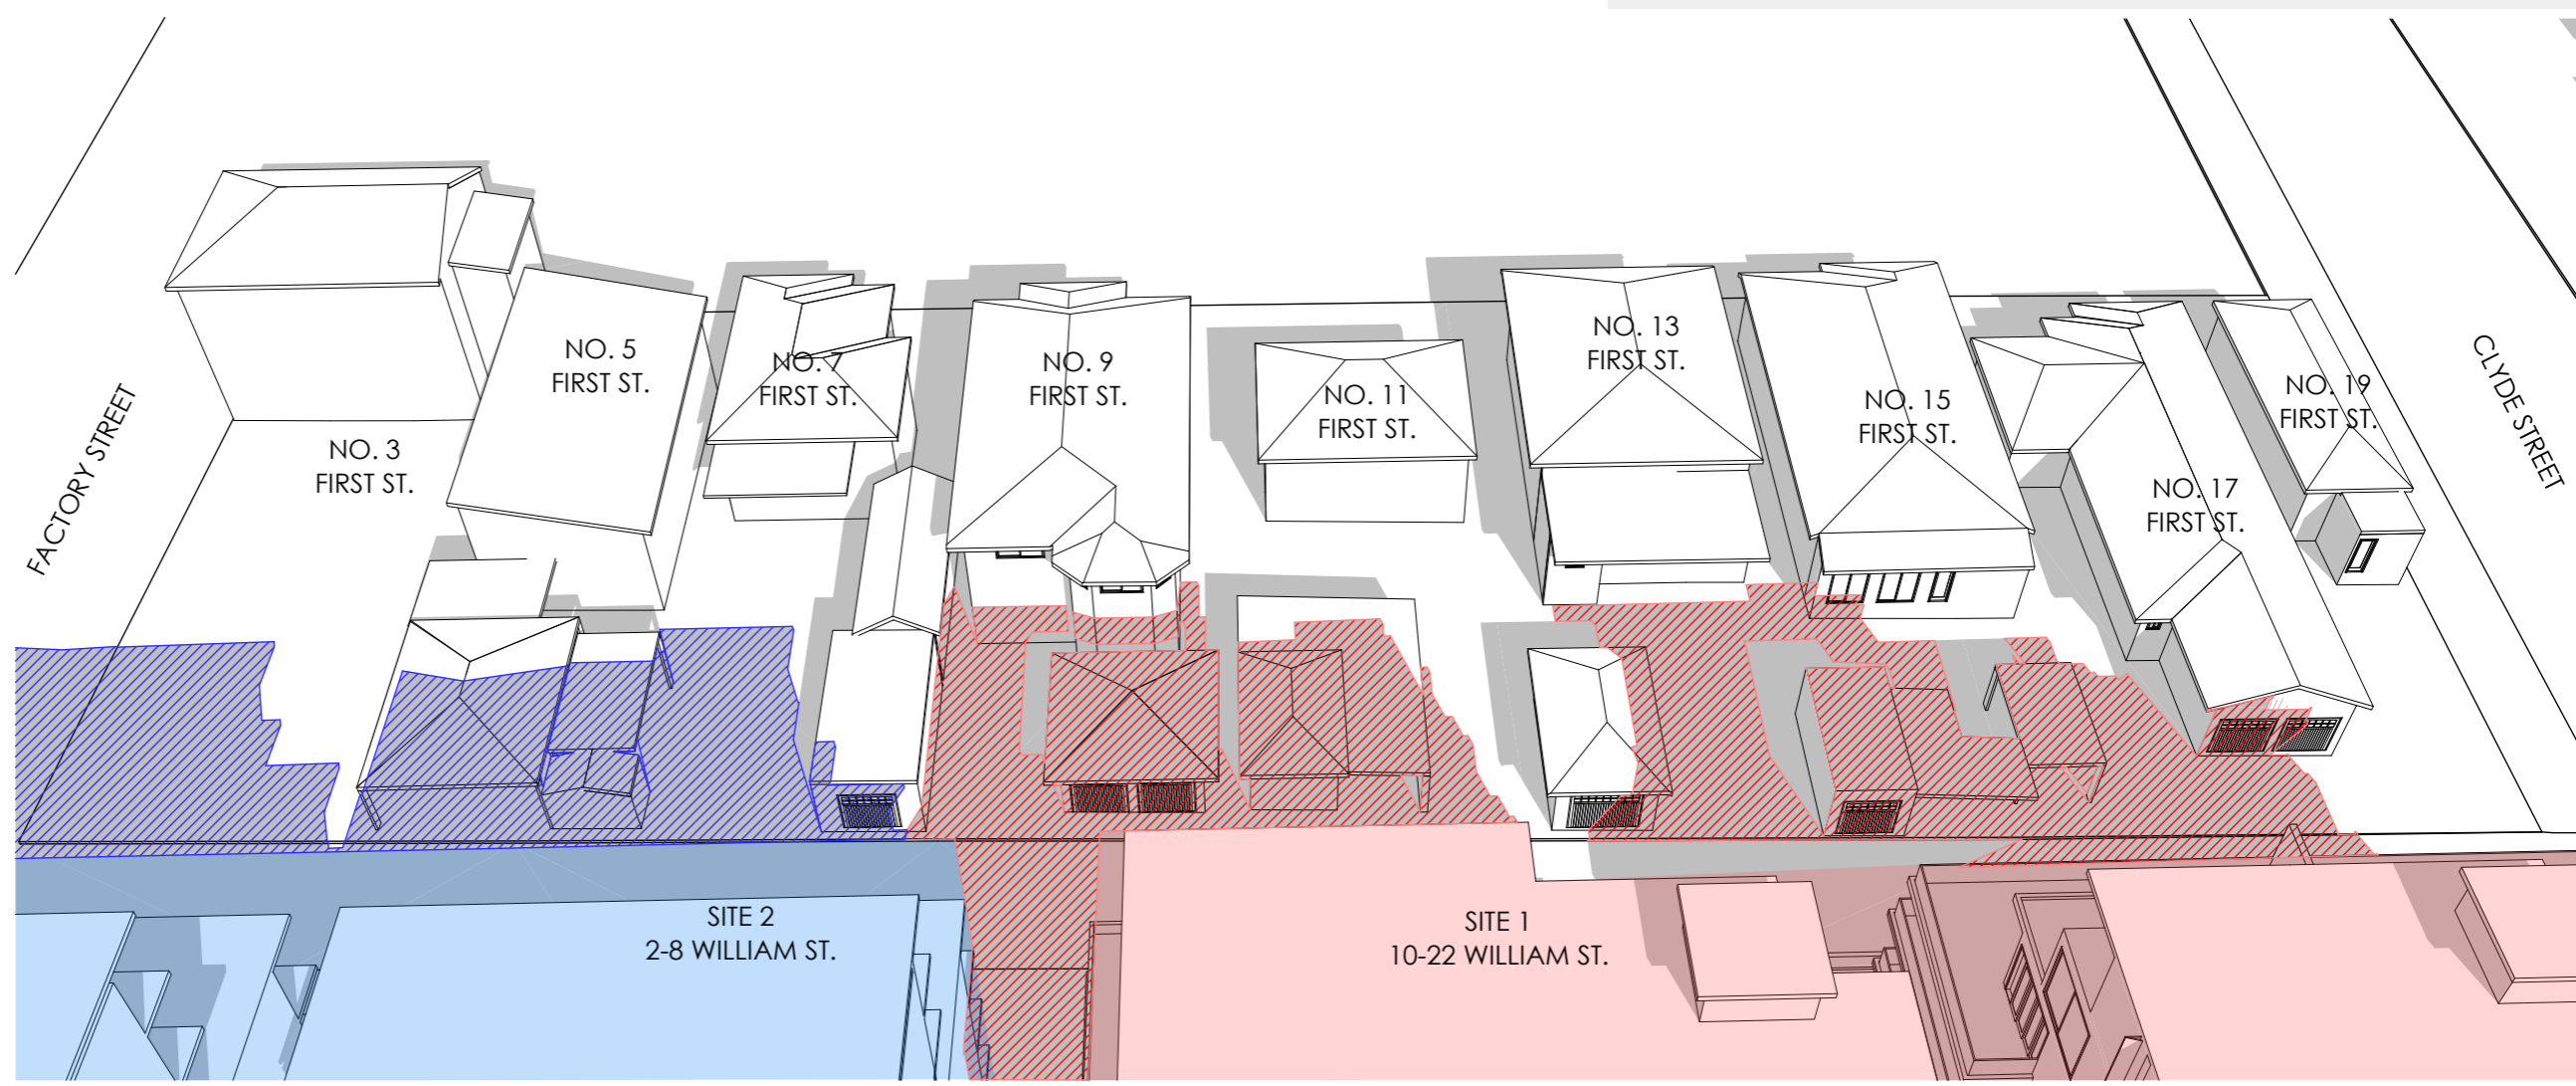 FACTORY STREET
NO. 3
FIRST ST.
NO. 5
FIRST ST.
NO. 7
FIRST ST.
NO. 9
FIRST ST.
NO. 11
FIRST ST.
NO. 13
FIRST ST.
NO. 15
FIRST ST.
NO. 17
FIRST ST.
NO. 19
FIRST ST.
CLYDE STREET
SITE 2
2-8 WILLIAM ST.
SITE 1
10-22 WILLIAM ST.